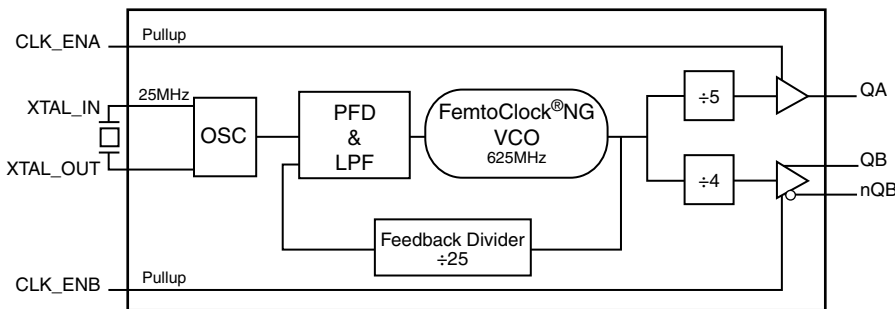 CLK_ENA
Pullup
XTAL_IN
25MHz
XTAL_OUT
OSC
PFD
&
LPF
FemtoClock®NG
VCO
625MHz
÷5
QA
÷4
QB
nQB
Feedback Divider
÷25
CLK_ENB
Pullup